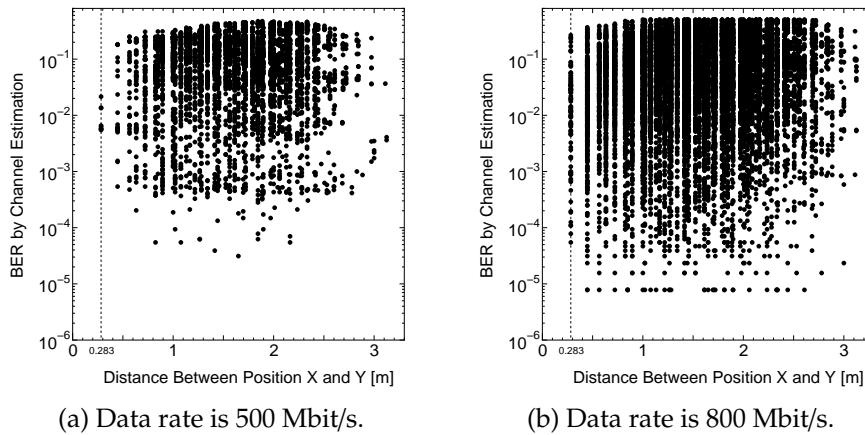 BER by Channel Estimation
10⁻¹
10⁻²
10⁻³
10⁻⁴
10⁻⁵
10⁻⁶
0 0.283 1 2 3
Distance Between Position X and Y [m]
(a) Data rate is 500 Mbit/s.
BER by Channel Estimation
10⁻¹
10⁻²
10⁻³
10⁻⁴
10⁻⁵
10⁻⁶
0 0.283 1 2 3
Distance Between Position X and Y [m]
(b) Data rate is 800 Mbit/s.